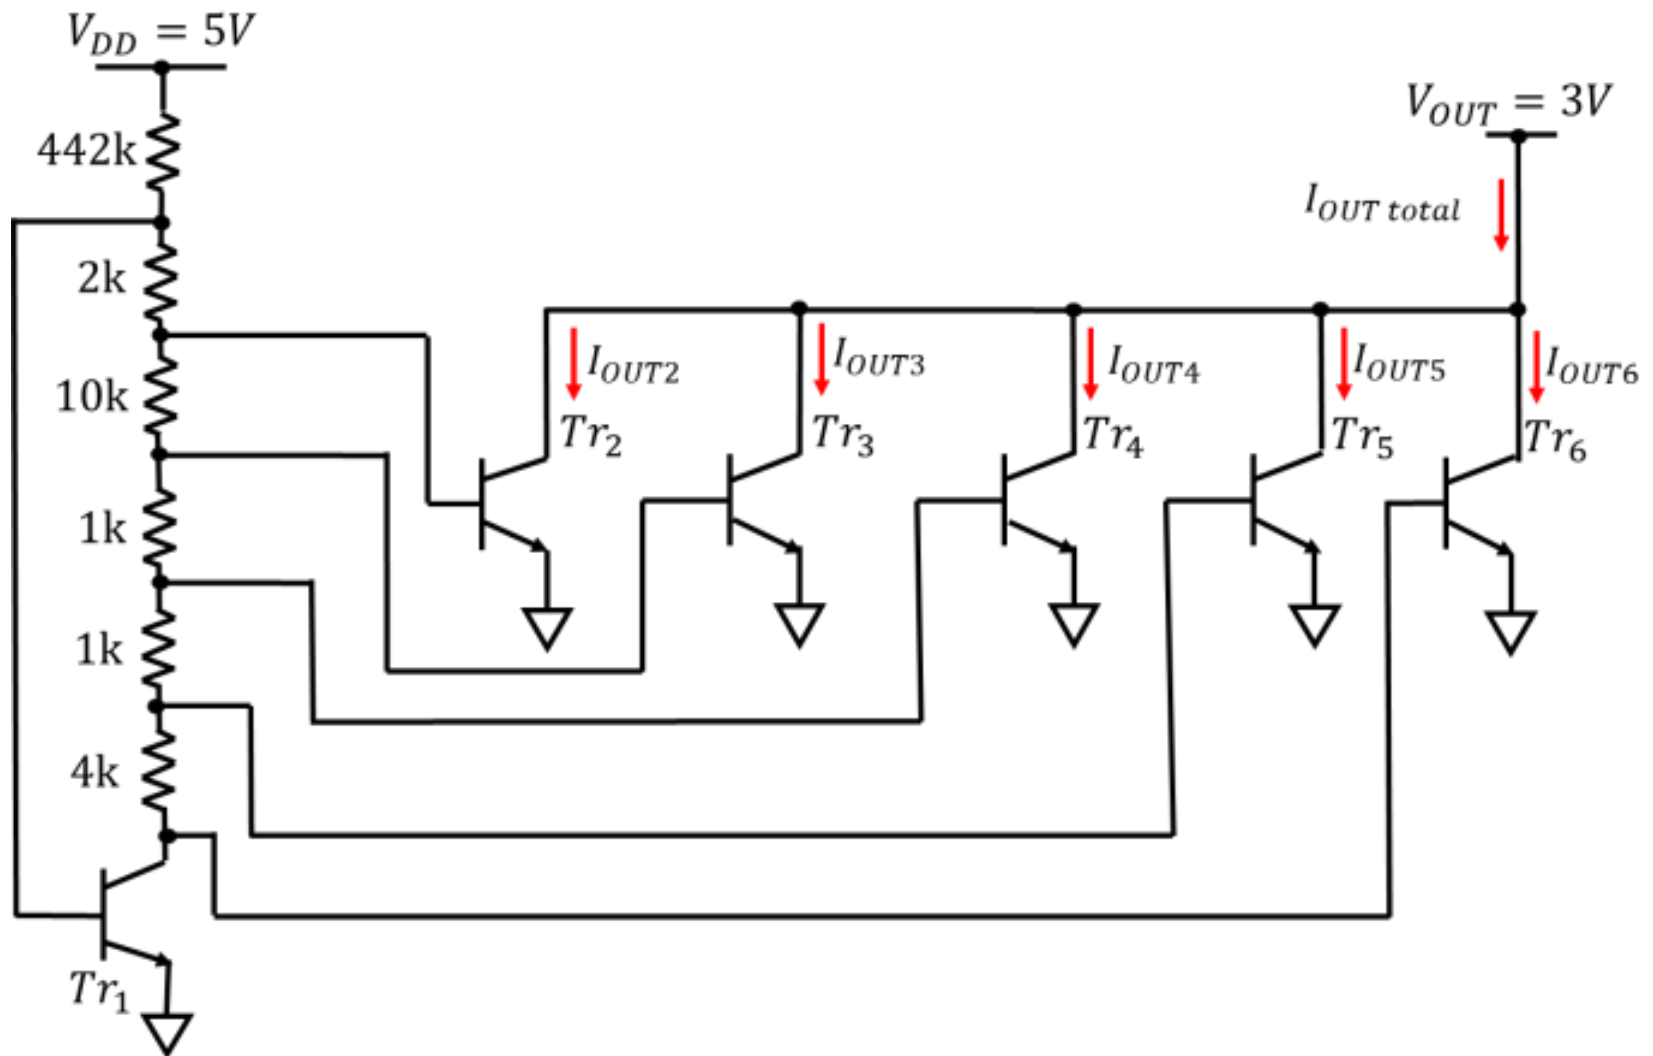 V_DD = 5V
442k
2k
10k
1k
1k
4k
Tr_1
V_OUT = 3V
I_OUT total
I_OUT2
I_OUT3
I_OUT4
I_OUT5
I_OUT6
Tr_2
Tr_3
Tr_4
Tr_5
Tr_6